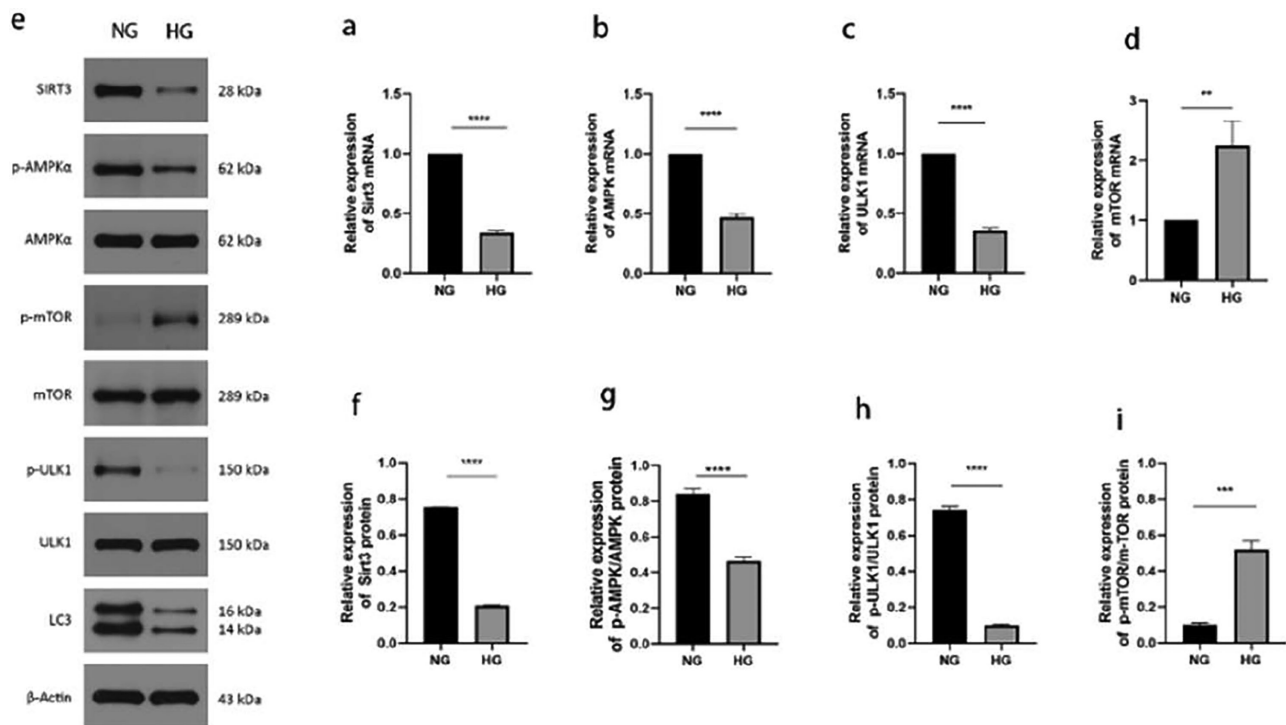 e
NG HG
SIRT3 28 kDa
p-AMPKα 62 kDa
AMPKα 62 kDa
p-mTOR 289 kDa
mTOR 289 kDa
p-ULK1 150 kDa
ULK1 150 kDa
LC3 16 kDa
14 kDa
β-Actin 43 kDa
a
Relative expression
of Sirt3 mRNA
1.5
1.0
0.5
0.0
****
NG HG
b
Relative expression
of AMPK mRNA
1.5
1.0
0.5
0.0
****
NG HG
c
Relative expression
of ULK1 mRNA
1.5
1.0
0.5
0.0
****
NG HG
d
Relative expression
of mTOR mRNA
3
2
1
0
**
NG HG
f
Relative expression
of Sirt3 protein
1.0
0.8
0.6
0.4
0.2
0.0
****
NG HG
g
Relative expression
of p-AMPK/AMPK protein
1.0
0.8
0.6
0.4
0.2
0.0
****
NG HG
h
Relative expression
of p-ULK1/ULK1 protein
1.0
0.8
0.6
0.4
0.2
0.0
****
NG HG
i
Relative expression
of p-mTOR/m-TOR protein
1.0
0.8
0.6
0.4
0.2
0.0
***
NG HG